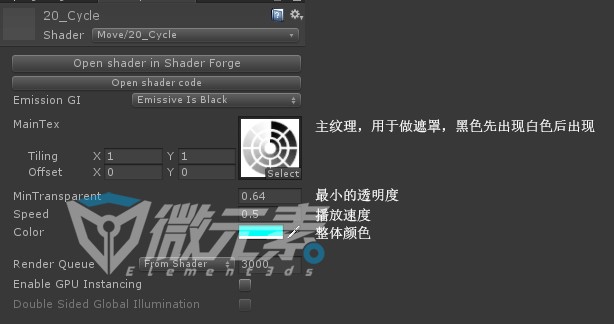 20_Cycle
Shader Move/20_Cycle
Open shader in Shader Forge
Open shader code
Emission GI Emissive Is Black
MainTex 主纹理，用于做遮罩，黑色先出现白色后出现
Tiling X 1 Y 1
Offset X 0 Y 0
Select
MinTransparent 0.64 最小的透明度
Speed 0.5 播放速度
Color 整体颜色
微元素
Render Queue From Shader 3000
Element3ds
Enable GPU Instancing
Double Sided Global Illumination